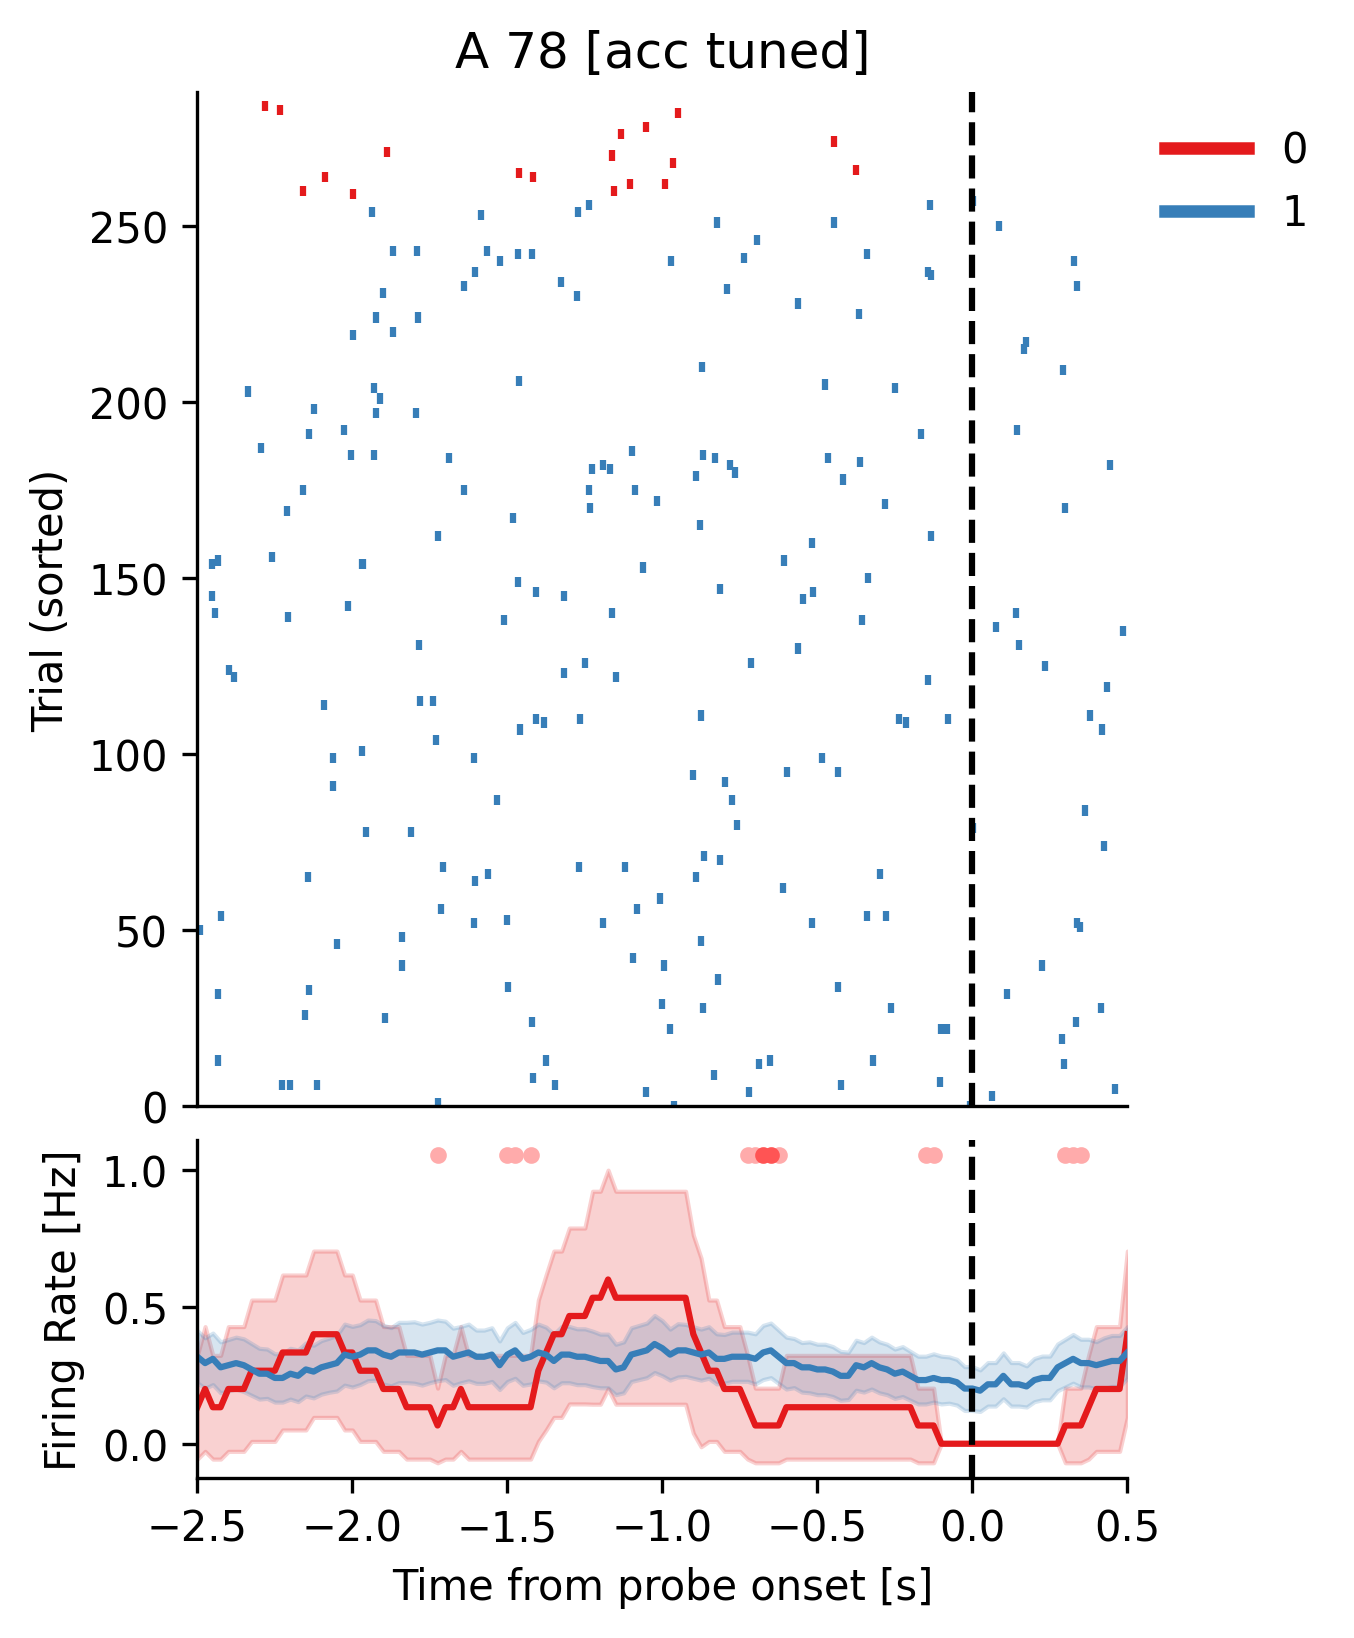 A 78 [acc tuned]
0
1
250
200
150
100
50
0
Trial (sorted)
1.0
0.5
0.0
Firing Rate [Hz]
−2.5 −2.0 −1.5 −1.0 −0.5 0.0 0.5
Time from probe onset [s]